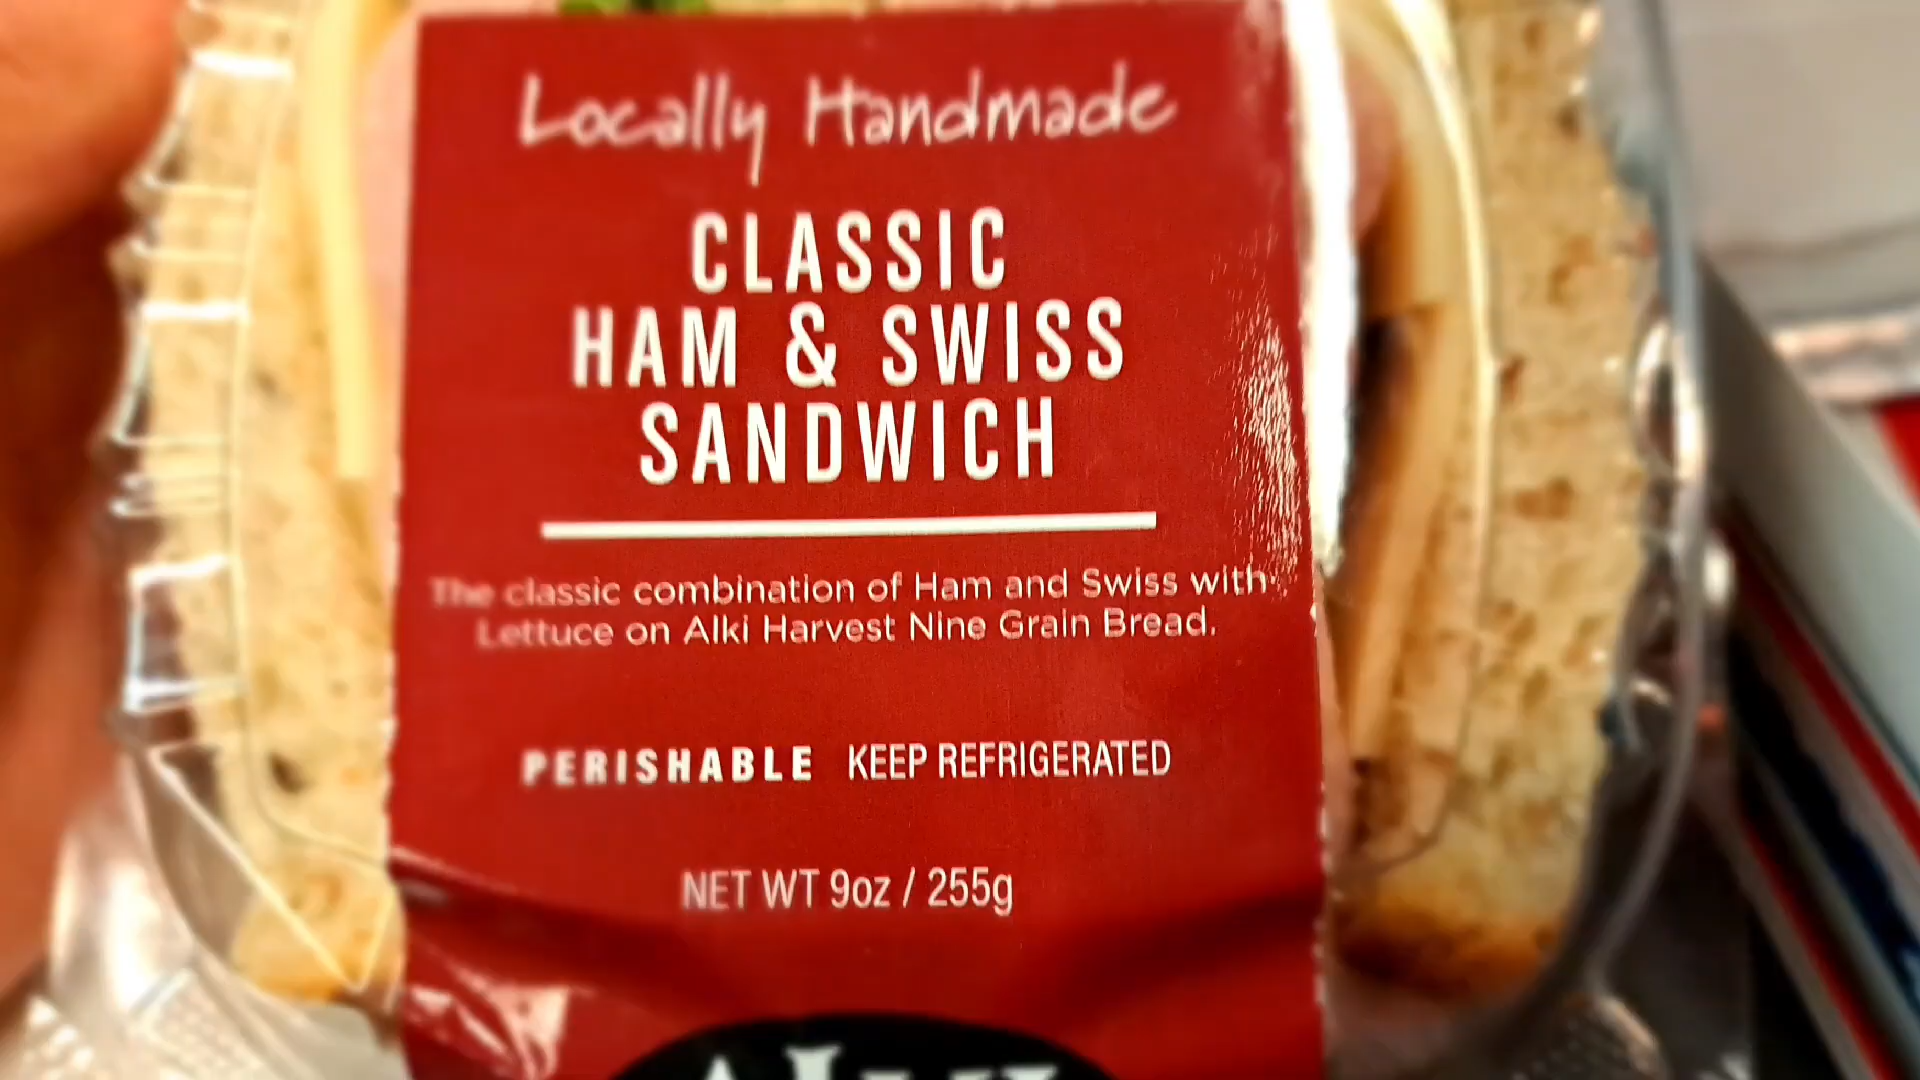 Locally Handmade
CLASSIC
HAM & SWISS
SANDWICH
The classic combination of Ham and Swiss with
Lettuce on Alki Harvest Nine Grain Bread.
PERISHABLE KEEP REFRIGERATED
NET WT 9oz / 255g